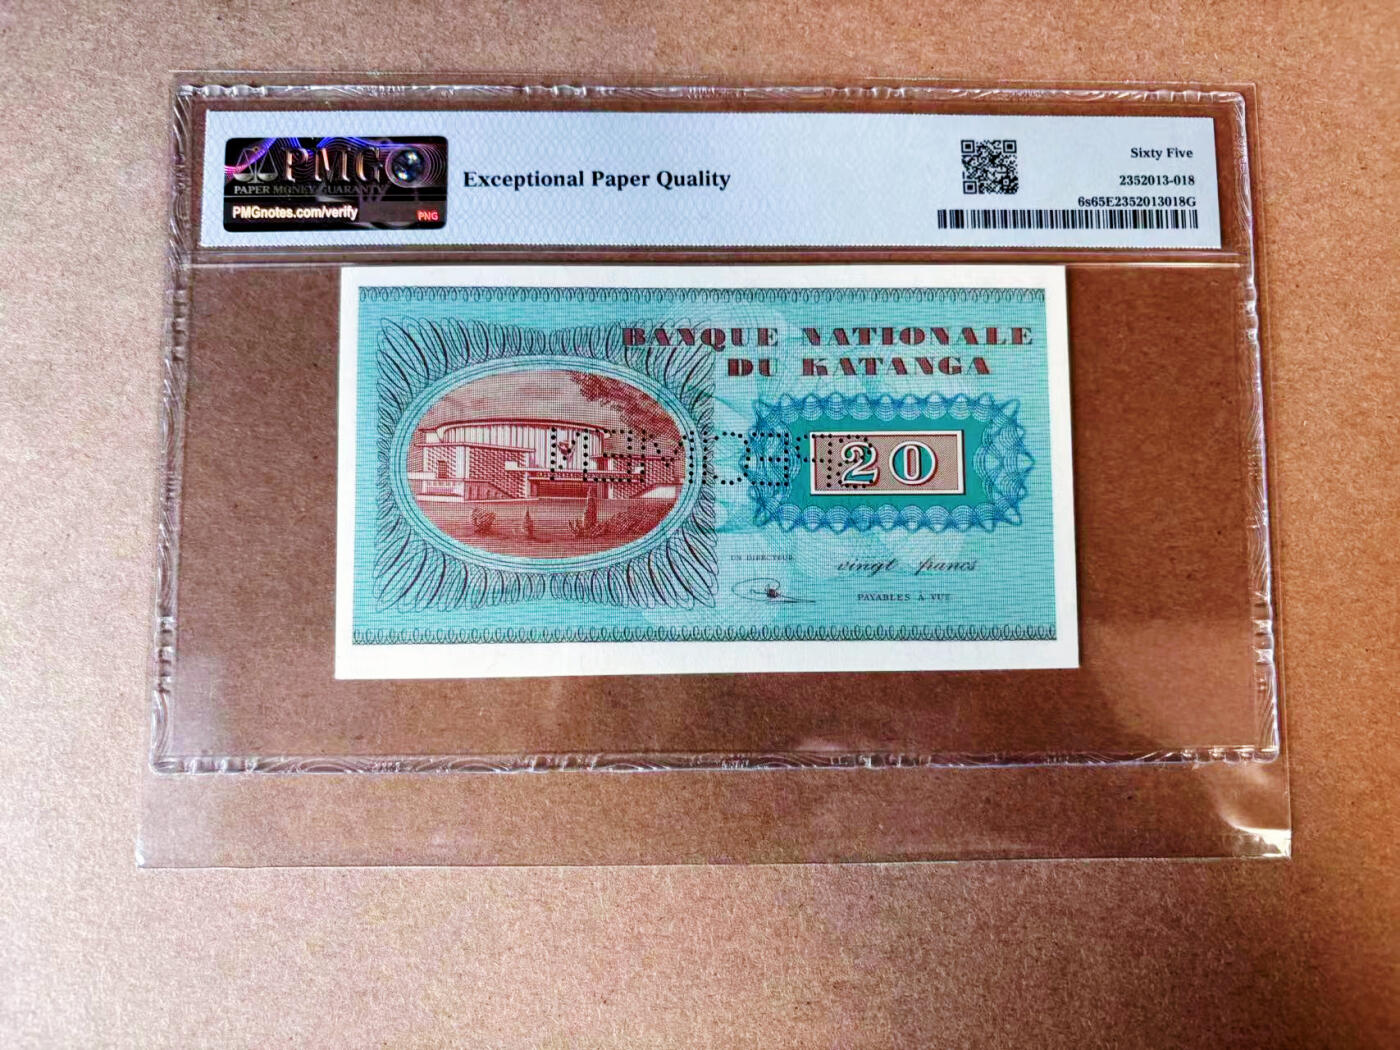 PMG
PAPER MONEY GUARANTY
PMGnotes.com/verify
PNG
Exceptional Paper Quality
Sixty Five
2352013-018
6s65E2352013018G
BANQUE NATIONALE
DU KATANGA
20
UN DIRECTEUR
vingt francs
PAYABLES A VUE